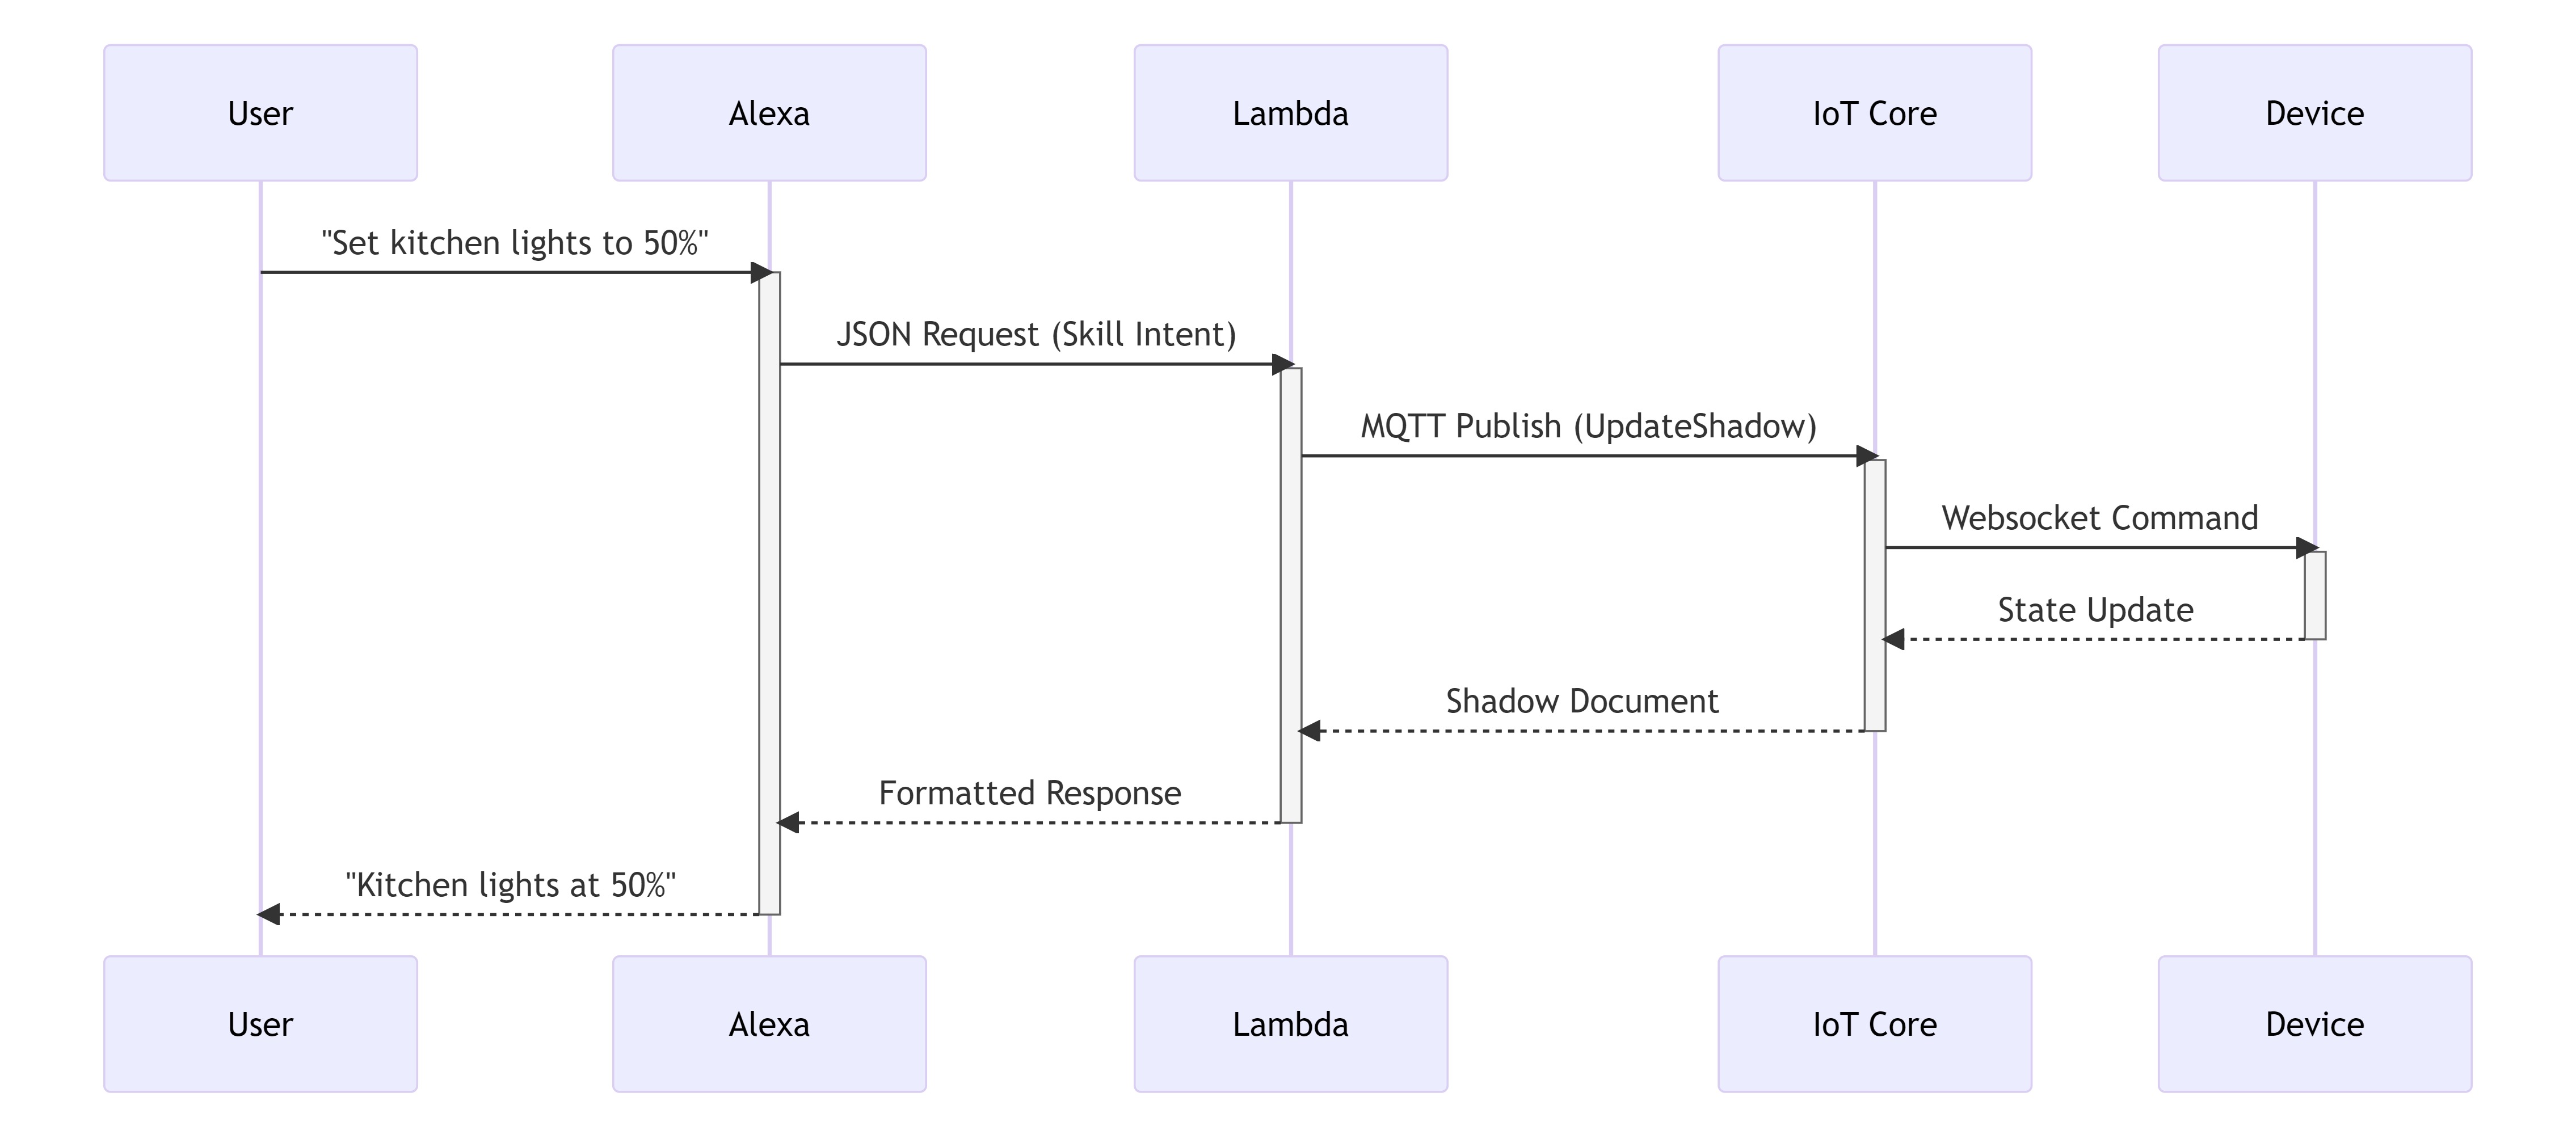 User
Alexa
Lambda
IoT Core
Device
"Set kitchen lights to 50%"
JSON Request (Skill Intent)
MQTT Publish (UpdateShadow)
Websocket Command
State Update
Shadow Document
Formatted Response
"Kitchen lights at 50%"
User
Alexa
Lambda
IoT Core
Device